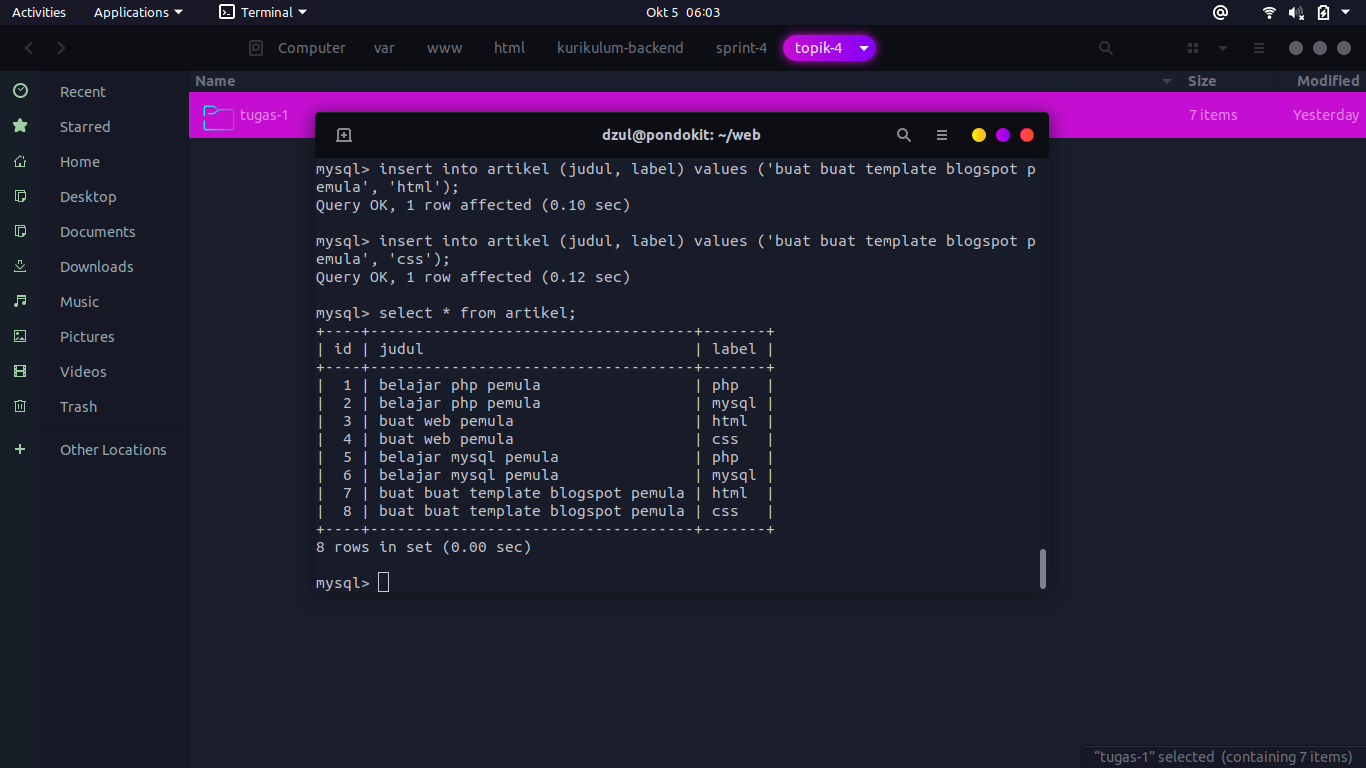 Activities Applications Terminal Okt 5 06:03
Computer var www html kurikulum-backend sprint-4 topik-4
Name Size Modified
Recent
Starred
Home
Desktop
Documents
Downloads
Music
Pictures
Videos
Trash
Other Locations
tugas-1 7 items Yesterday
dzul@pondokit: ~/web
mysql> insert into artikel (judul, label) values ('buat buat template blogspot p
emula', 'html');
Query OK, 1 row affected (0.10 sec)
mysql> insert into artikel (judul, label) values ('buat buat template blogspot p
emula', 'css');
Query OK, 1 row affected (0.12 sec)
mysql> select * from artikel;
+----+------------------------------------+-------+
| id | judul                              | label |
+----+------------------------------------+-------+
|  1 | belajar php pemula                 | php   |
|  2 | belajar php pemula                 | mysql |
|  3 | buat web pemula                    | html  |
|  4 | buat web pemula                    | css   |
|  5 | belajar mysql pemula               | php   |
|  6 | belajar mysql pemula               | mysql |
|  7 | buat buat template blogspot pemula | html  |
|  8 | buat buat template blogspot pemula | css   |
+----+------------------------------------+-------+
8 rows in set (0.00 sec)
mysql>
“tugas-1” selected (containing 7 items)